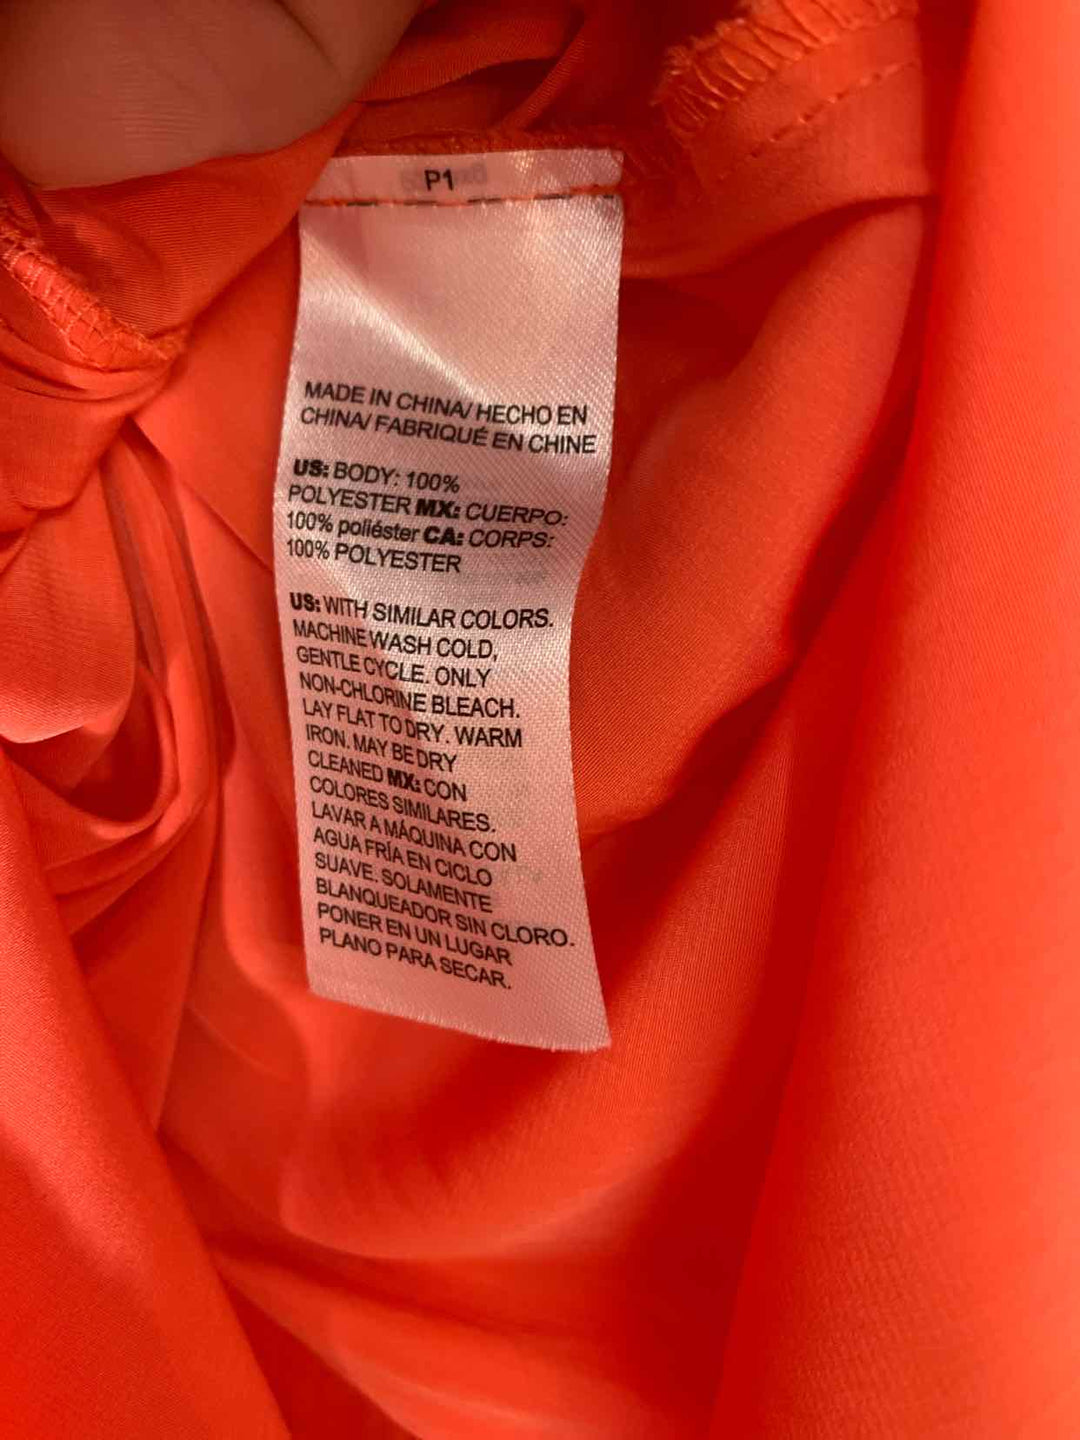 P1
MADE IN CHINA/ HECHO EN
CHINA/ FABRIQUÉ EN CHINE
US: BODY: 100%
POLYESTER MX: CUERPO:
100% poliéster CA: CORPS:
100% POLYESTER
US: WITH SIMILAR COLORS.
MACHINE WASH COLD,
GENTLE CYCLE. ONLY
NON-CHLORINE BLEACH.
LAY FLAT TO DRY. WARM
IRON. MAY BE DRY
CLEANED MX: CON
COLORES SIMILARES.
LAVAR A MÁQUINA CON
AGUA FRÍA EN CICLO
SUAVE. SOLAMENTE
BLANQUEADOR SIN CLORO.
PONER EN UN LUGAR
PLANO PARA SECAR.